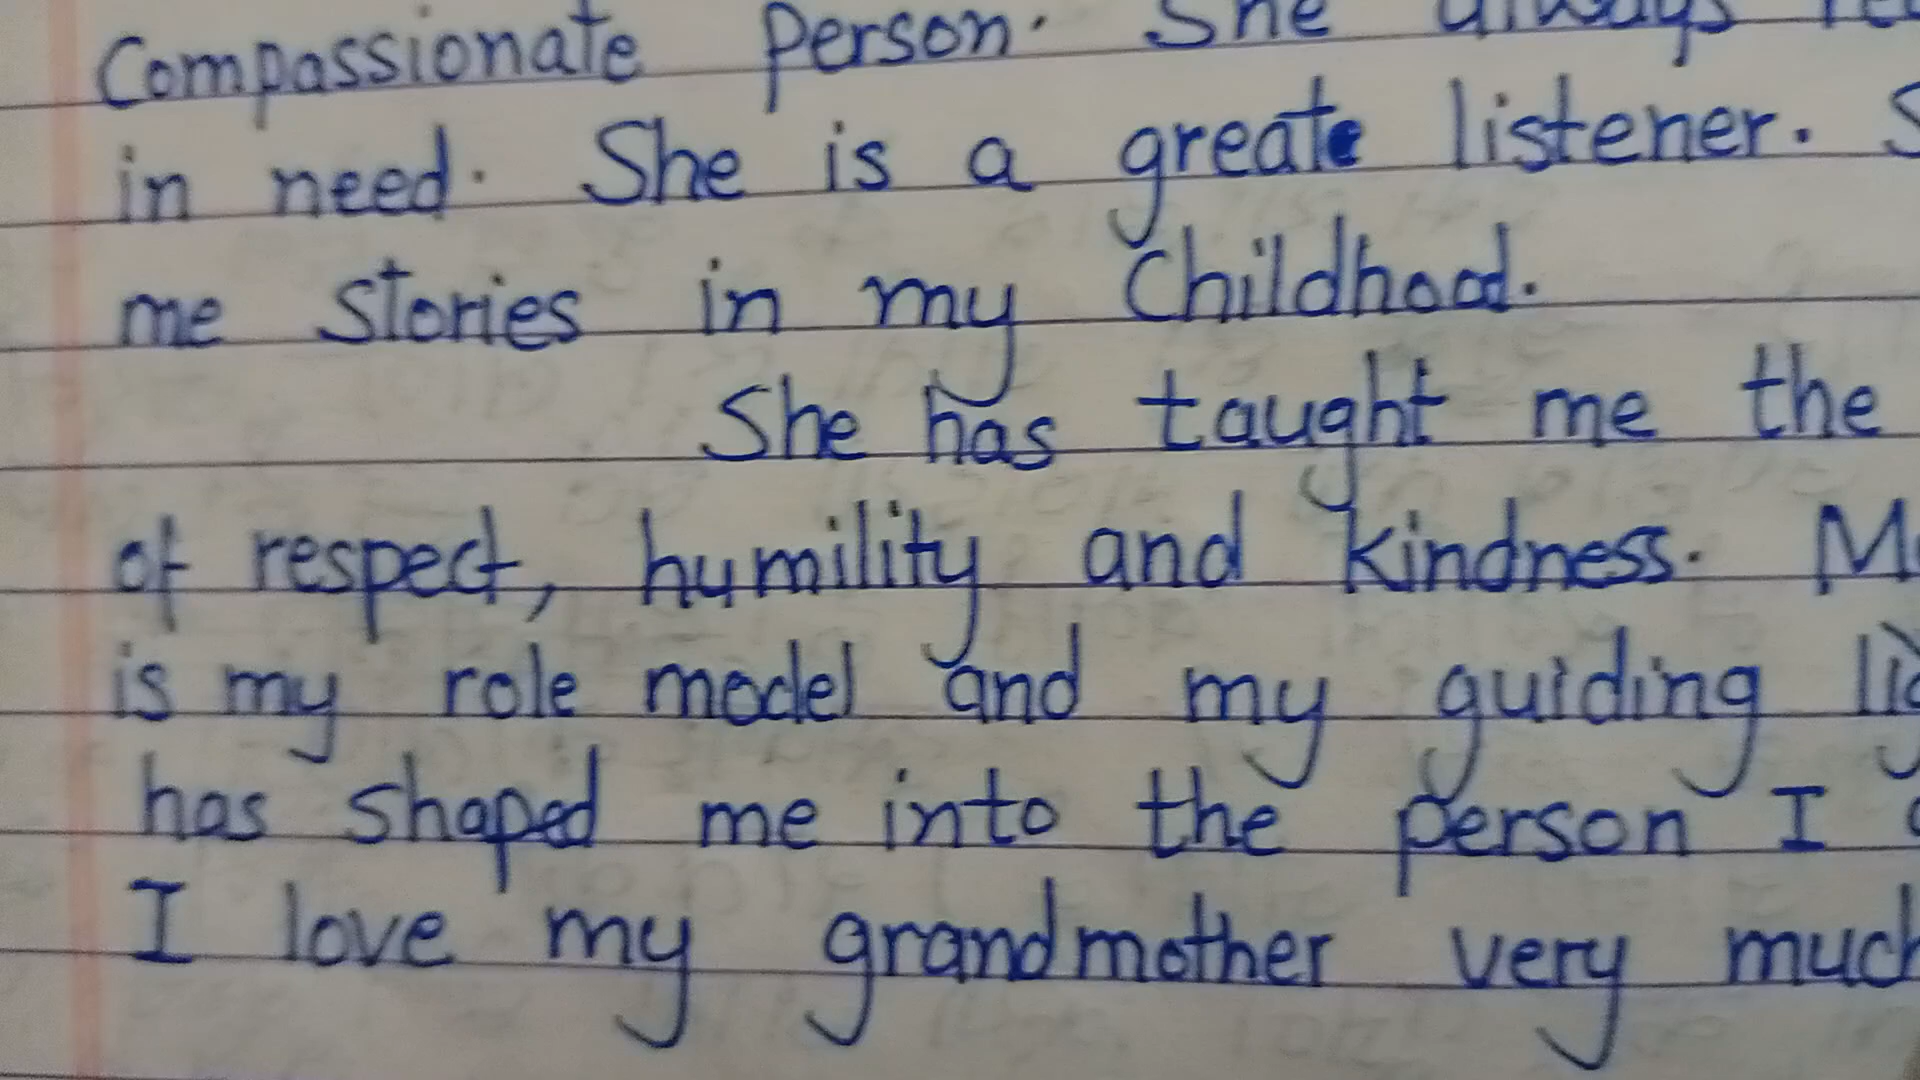 Compassionate person. She always
in need. She is a greate listener.
me stories in my childhood.
She has taught me the
of respect, humility and kindness.
is my role model and my guiding
has shaped me into the person I
I love my grandmother very much